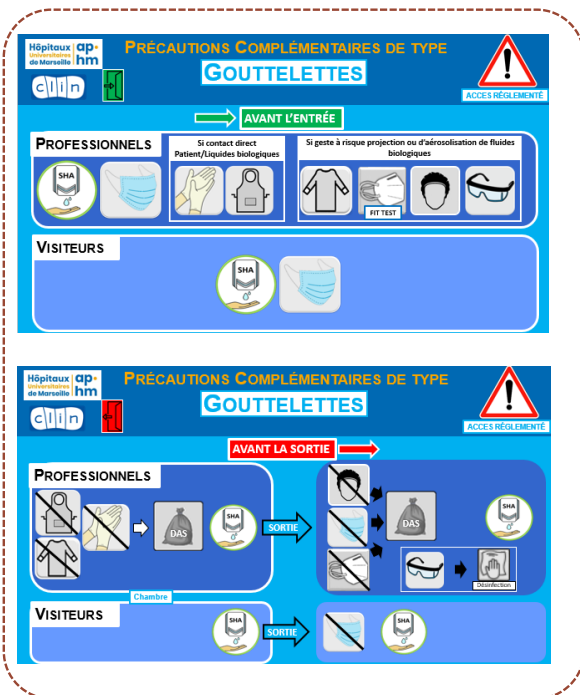 Hôpitaux
Universitaires
de Marseille
ap•
hm
clin
PRÉCAUTIONS COMPLÉMENTAIRES DE TYPE
GOUTTELETTES
ACCES RÉGLEMENTÉ
AVANT L'ENTRÉE
PROFESSIONNELS
Si contact direct
Patient/Liquides biologiques
Si geste à risque projection ou d'aérosolisation de fluides
biologiques
SHA
FIT TEST
VISITEURS
SHA
Hôpitaux
Universitaires
de Marseille
ap•
hm
clin
PRÉCAUTIONS COMPLÉMENTAIRES DE TYPE
GOUTTELETTES
ACCES RÉGLEMENTÉ
AVANT LA SORTIE
PROFESSIONNELS
DAS
SHA
SORTIE
DAS
SHA
Désinfection
Chambre
VISITEURS
SHA
SORTIE
SHA